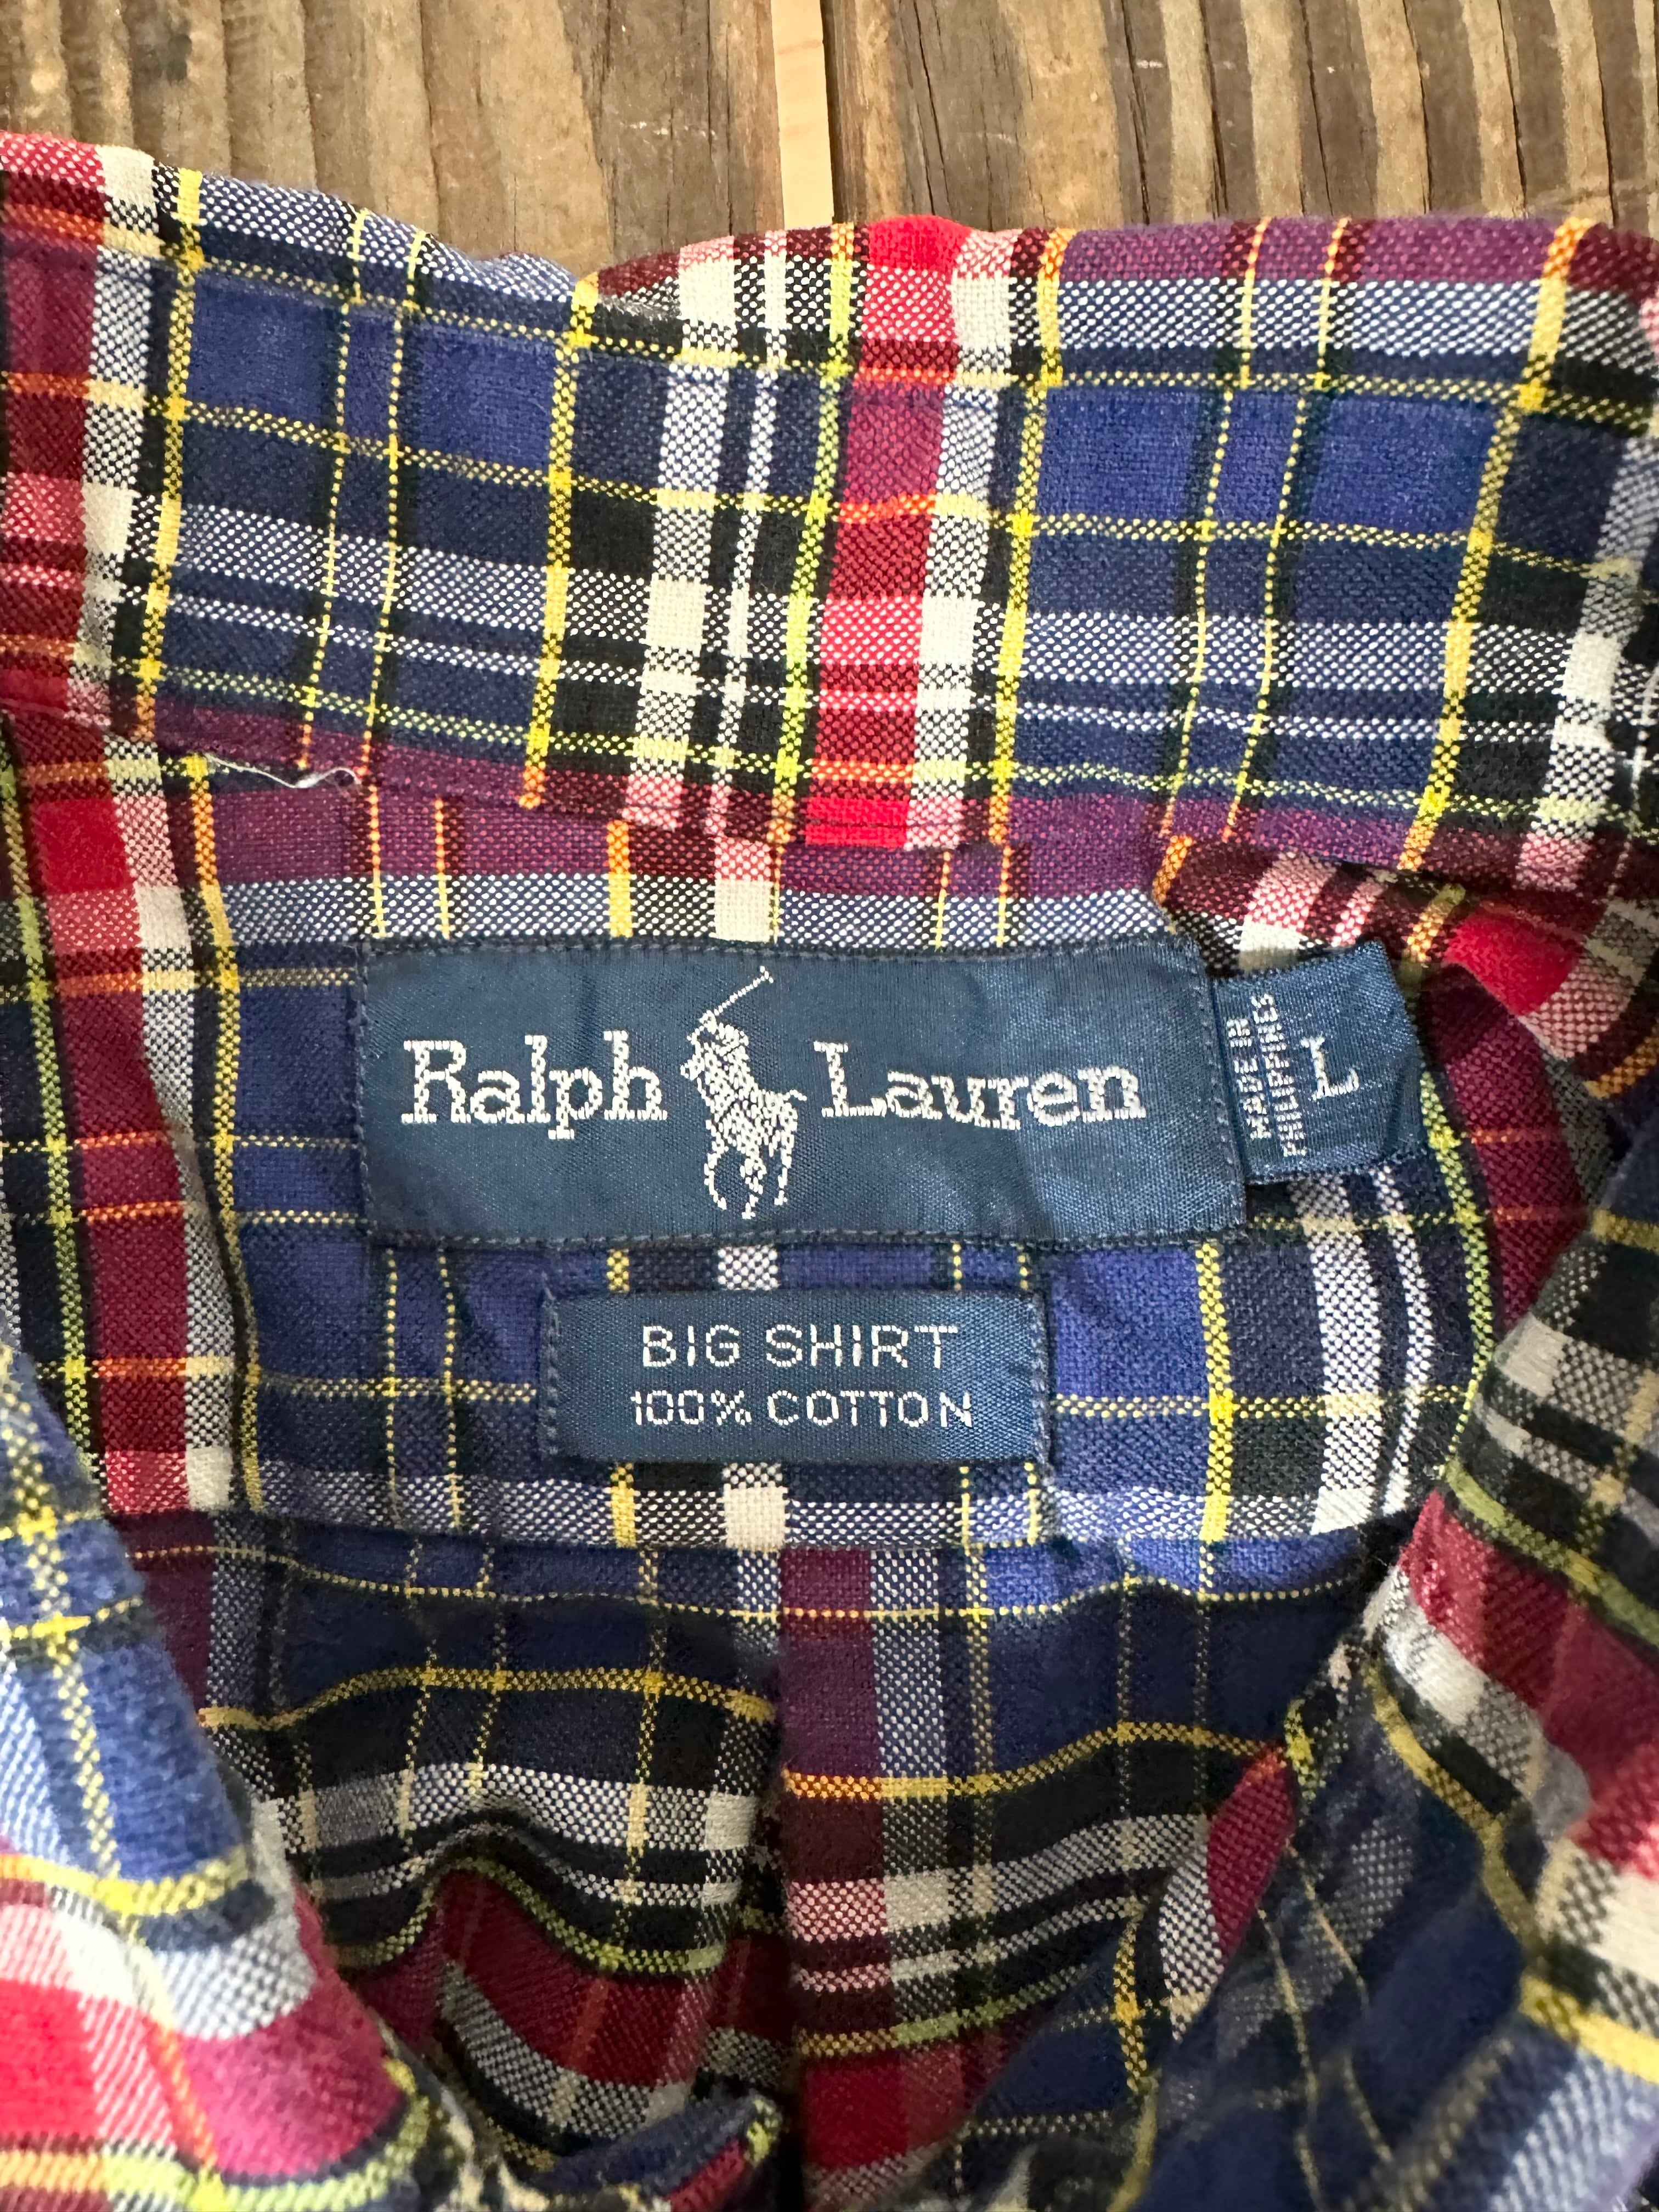 Ralph Lauren
MADE IN
PHILIPPINES
L
BIG SHIRT
100% COTTON